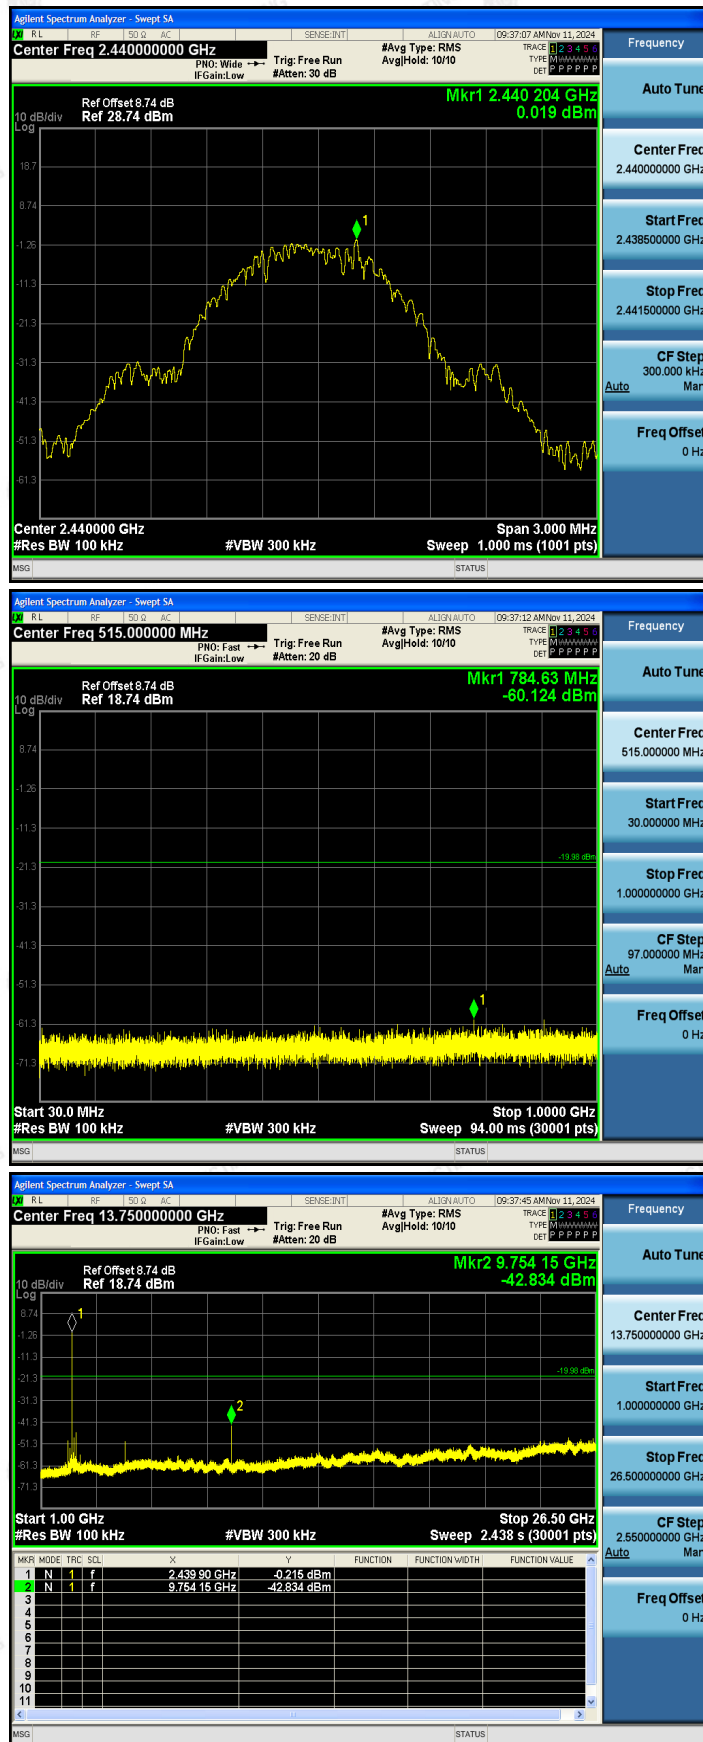 Agilent Spectrum Analyzer - Swept SA
LXI RL RF 50 Ω AC SENSE:INT ALIGN AUTO 09:37:07 AM Nov 11, 2024
Center Freq 2.440000000 GHz
PNO: Wide
IFGain:Low
Trig: Free Run
#Atten: 30 dB
#Avg Type: RMS
Avg|Hold: 10/10
TRACE 1 2 3 4 5 6
TYPE M WWWWW
DET P P P P P P
Ref Offset 8.74 dB
10 dB/div Ref 28.74 dBm
Log
Mkr1 2.440 204 GHz
0.019 dBm
18.7
8.74
-1.26
-11.3
-21.3
-31.3
-41.3
-51.3
-61.3
1
Center 2.440000 GHz Span 3.000 MHz
#Res BW 100 kHz #VBW 300 kHz Sweep 1.000 ms (1001 pts)
MSG STATUS
Frequency
Auto Tune
Center Freq
2.440000000 GHz
Start Freq
2.438500000 GHz
Stop Freq
2.441500000 GHz
CF Step
300.000 kHz
Auto Man
Freq Offset
0 Hz
Agilent Spectrum Analyzer - Swept SA
LXI RL RF 50 Ω AC SENSE:INT ALIGN AUTO 09:37:12 AM Nov 11, 2024
Center Freq 515.000000 MHz
PNO: Fast
IFGain:Low
Trig: Free Run
#Atten: 20 dB
#Avg Type: RMS
Avg|Hold: 10/10
TRACE 1 2 3 4 5 6
TYPE M WWWWW
DET P P P P P P
Ref Offset 8.74 dB
10 dB/div Ref 18.74 dBm
Log
Mkr1 784.63 MHz
-60.124 dBm
8.74
-1.26
-11.3
-21.3
-31.3
-41.3
-51.3
-61.3
-71.3
-19.98 dBm
1
Start 30.0 MHz Stop 1.0000 GHz
#Res BW 100 kHz #VBW 300 kHz Sweep 94.00 ms (30001 pts)
MSG STATUS
Frequency
Auto Tune
Center Freq
515.000000 MHz
Start Freq
30.000000 MHz
Stop Freq
1.000000000 GHz
CF Step
97.000000 MHz
Auto Man
Freq Offset
0 Hz
Agilent Spectrum Analyzer - Swept SA
LXI RL RF 50 Ω AC SENSE:INT ALIGN AUTO 09:37:45 AM Nov 11, 2024
Center Freq 13.750000000 GHz
PNO: Fast
IFGain:Low
Trig: Free Run
#Atten: 20 dB
#Avg Type: RMS
Avg|Hold: 10/10
TRACE 1 2 3 4 5 6
TYPE M WWWWW
DET P P P P P P
Ref Offset 8.74 dB
10 dB/div Ref 18.74 dBm
Log
Mkr2 9.754 15 GHz
-42.834 dBm
8.74
-1.26
-11.3
-21.3
-31.3
-41.3
-51.3
-61.3
-71.3
-19.98 dBm
1
2
Start 1.00 GHz Stop 26.50 GHz
#Res BW 100 kHz #VBW 300 kHz Sweep 2.438 s (30001 pts)
MKR MODE TRC SCL X Y FUNCTION FUNCTION WIDTH FUNCTION VALUE
1 N 1 f 2.439 90 GHz -0.215 dBm
2 N 1 f 9.754 15 GHz -42.834 dBm
3
4
5
6
7
8
9
10
11
MSG STATUS
Frequency
Auto Tune
Center Freq
13.750000000 GHz
Start Freq
1.000000000 GHz
Stop Freq
26.500000000 GHz
CF Step
2.550000000 GHz
Auto Man
Freq Offset
0 Hz